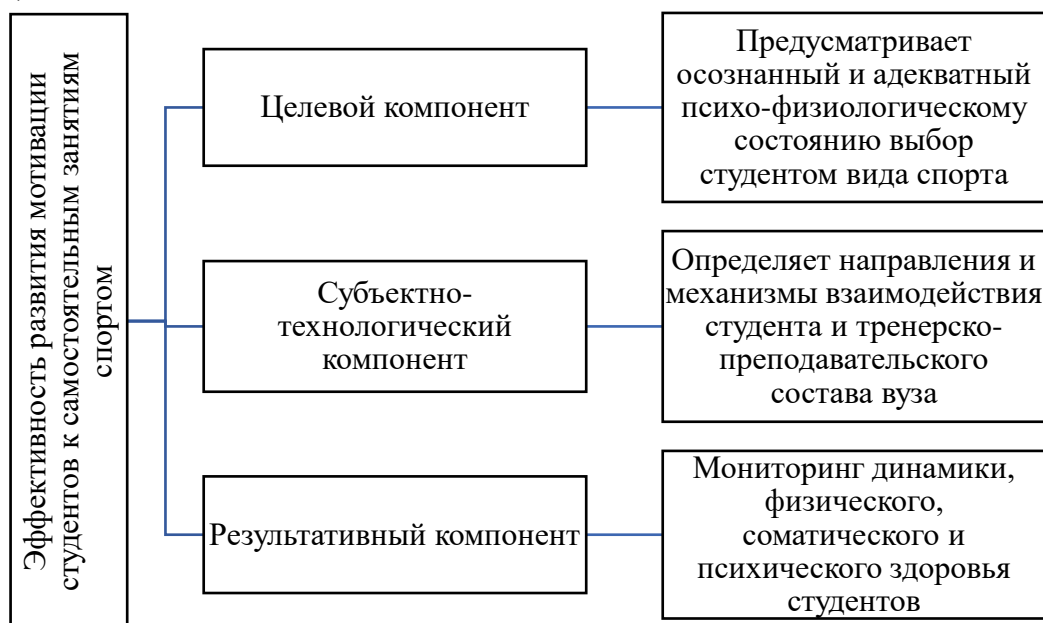 Эффективность развития мотивации
студентов к самостоятельным занятиям
спортом
Целевой компонент
Предусматривает
осознанный и адекватный
психо-физиологическому
состоянию выбор
студентом вида спорта
Субъектно-
технологический
компонент
Определяет направления и
механизмы взаимодействия
студента и тренерско-
преподавательского
состава вуза
Результативный компонент
Мониторинг динамики,
физического,
соматического и
психического здоровья
студентов